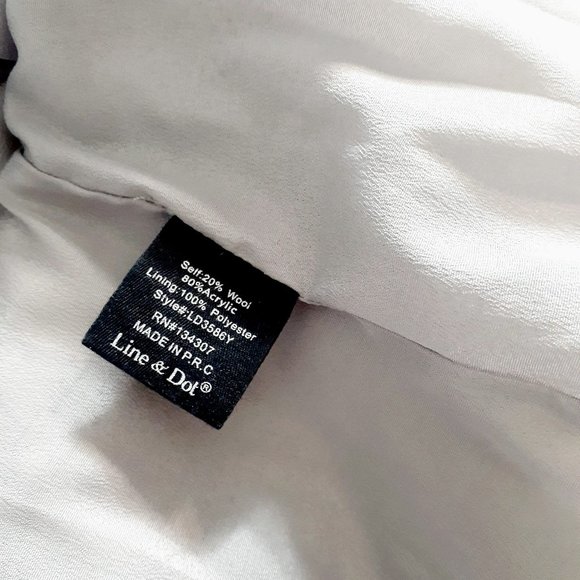 Self:20% Wool
80%Acrylic
Lining:100% Polyester
Style#:LD3586Y
RN#134307
MADE IN P.R.C
Line & Dot®